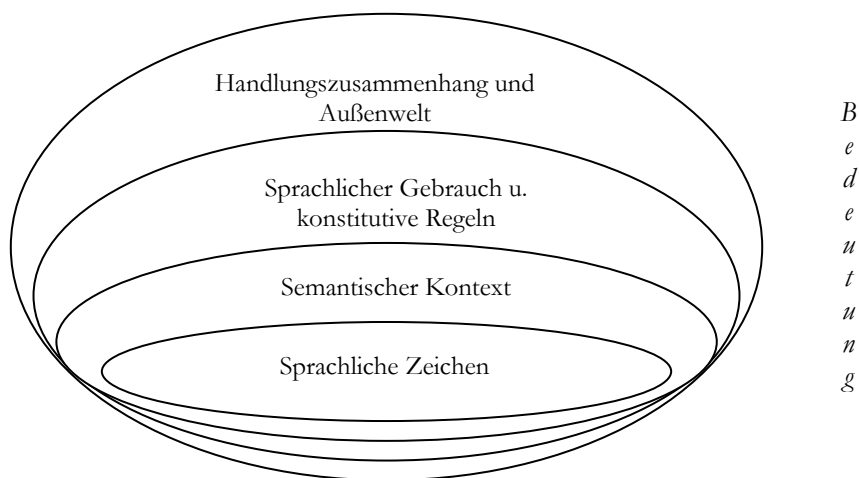 Handlungszusammenhang und
Außenwelt
Sprachlicher Gebrauch u.
konstitutive Regeln
Semantischer Kontext
Sprachliche Zeichen
B
e
d
e
u
t
u
n
g